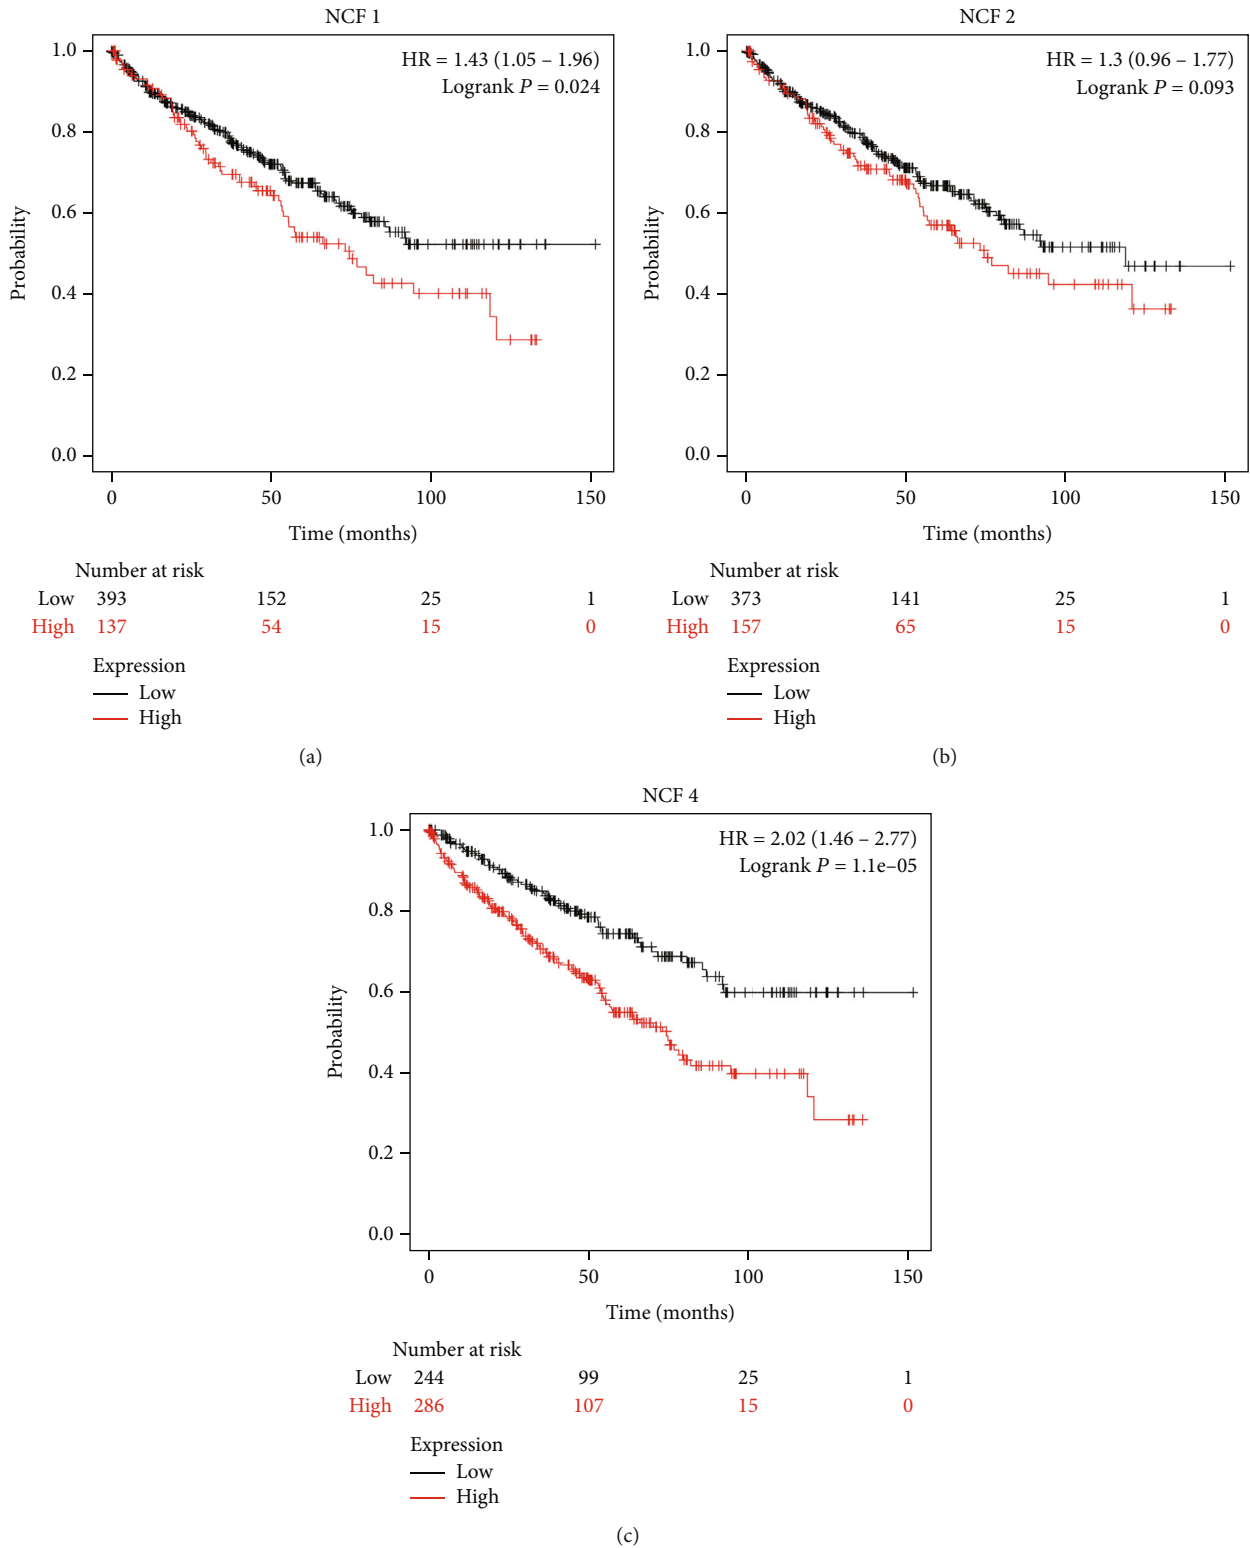 NCF 1
HR = 1.43 (1.05 – 1.96)
Logrank P = 0.024
1.0
0.8
0.6
0.4
0.2
0.0
Probability
0 50 100 150
Time (months)
Number at risk
Low 393 152 25 1
High 137 54 15 0
Expression
Low
High
(a)
NCF 2
HR = 1.3 (0.96 – 1.77)
Logrank P = 0.093
1.0
0.8
0.6
0.4
0.2
0.0
Probability
0 50 100 150
Time (months)
Number at risk
Low 373 141 25 1
High 157 65 15 0
Expression
Low
High
(b)
NCF 4
HR = 2.02 (1.46 – 2.77)
Logrank P = 1.1e–05
1.0
0.8
0.6
0.4
0.2
0.0
Probability
0 50 100 150
Time (months)
Number at risk
Low 244 99 25 1
High 286 107 15 0
Expression
Low
High
(c)